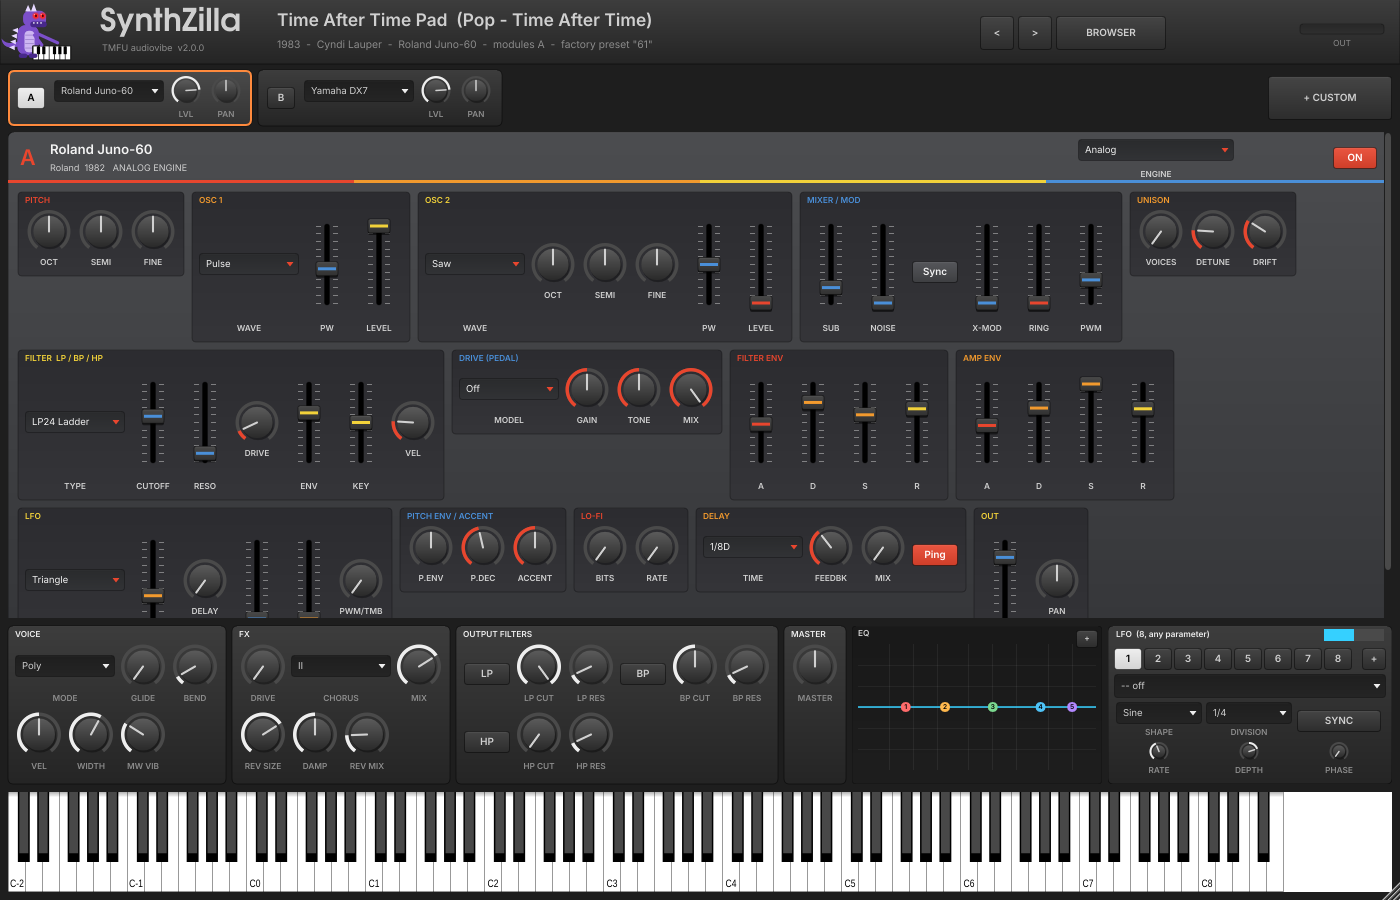 SynthZilla
TMFU audiovibe v2.0.0
Time After Time Pad (Pop - Time After Time)
1983 - Cyndi Lauper - Roland Juno-60 - modules A - factory preset "61"
< > BROWSER
OUT
A Roland Juno-60 LVL PAN
B Yamaha DX7 LVL PAN
+ CUSTOM
A Roland Juno-60
Roland 1982 ANALOG ENGINE
Analog
ENGINE
ON
PITCH
OCT SEMI FINE
OSC 1
Pulse
WAVE PW LEVEL
OSC 2
Saw
OCT SEMI FINE
WAVE PW LEVEL
MIXER / MOD
Sync
SUB NOISE X-MOD RING PWM
UNISON
VOICES DETUNE DRIFT
FILTER LP / BP / HP
LP24 Ladder
DRIVE VEL
TYPE CUTOFF RESO ENV KEY
DRIVE (PEDAL)
Off
MODEL GAIN TONE MIX
FILTER ENV
A D S R
AMP ENV
A D S R
LFO
Triangle
DELAY PWM/TMB
PITCH ENV / ACCENT
P.ENV P.DEC ACCENT
LO-FI
BITS RATE
DELAY
1/8D
Ping
TIME FEEDBK MIX
OUT
PAN
VOICE
Poly
MODE GLIDE BEND
VEL WIDTH MW VIB
FX
II
DRIVE CHORUS MIX
REV SIZE DAMP REV MIX
OUTPUT FILTERS
LP BP
LP CUT LP RES BP CUT BP RES
HP
HP CUT HP RES
MASTER
MASTER
EQ
+
1 2 3 4 5
LFO (8, any parameter)
1 2 3 4 5 6 7 8 +
-- off
Sine 1/4 SYNC
SHAPE DIVISION
RATE DEPTH PHASE
C-2 C-1 C0 C1 C2 C3 C4 C5 C6 C7 C8